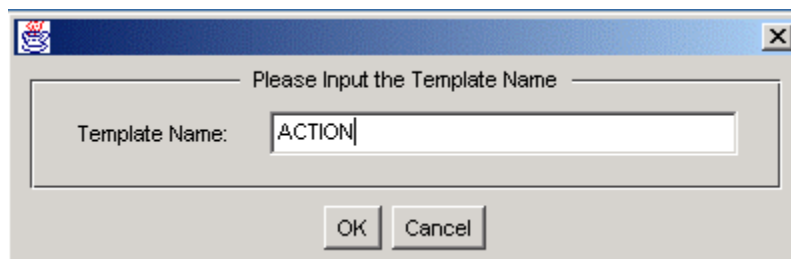 Please Input the Template Name
Template Name: ACTION
OK Cancel